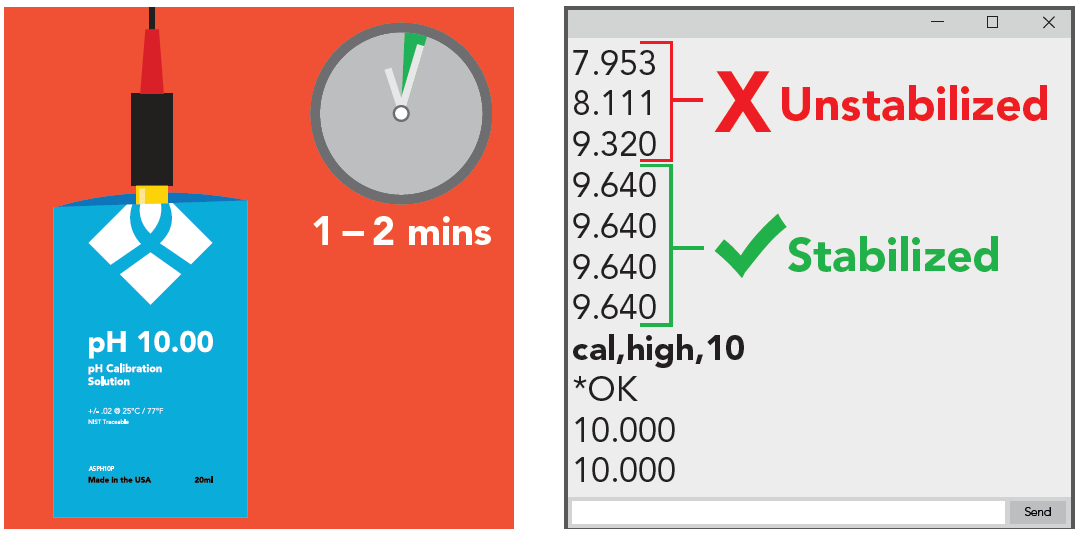 1 – 2 mins
pH 10.00
pH Calibration
Solution
+/- .02 @ 25°C / 77°F
NIST Traceable
ASPH10P
Made in the USA 20ml
7.953
8.111
9.320
X Unstabilized
9.640
9.640
9.640
9.640
Stabilized
cal,high,10
*OK
10.000
10.000
Send